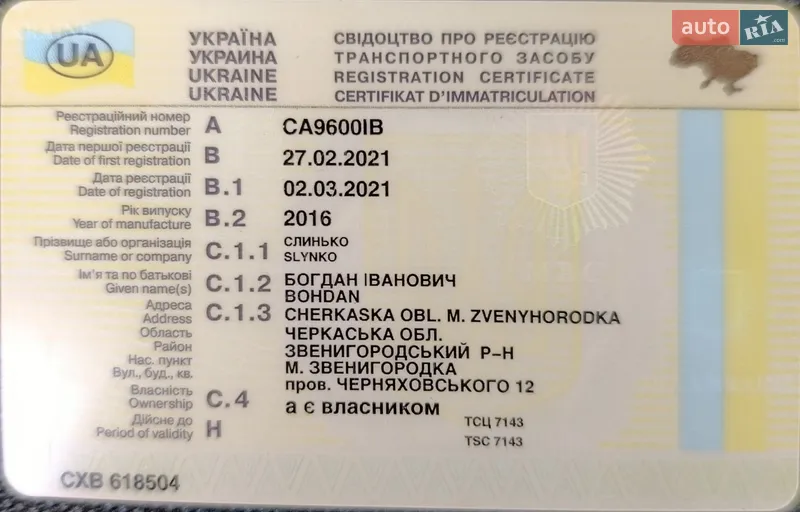 auto RIA.com
UA
УКРАЇНА СВІДОЦТВО ПРО РЕЄСТРАЦІЮ
УКРАИНА ТРАНСПОРТНОГО ЗАСОБУ
UKRAINE REGISTRATION CERTIFICATE
UKRAINE CERTIFIKAT D'IMMATRICULATION
Реєстраційний номер
Registration number A CA9600IB
Дата першої реєстрації
Date of first registration B 27.02.2021
Дата реєстрації
Date of registration B.1 02.03.2021
Рік випуску
Year of manufacture B.2 2016
Прізвище або організація C.1.1 СЛИНЬКО
Surname or company SLYNKO
Ім'я та по батькові C.1.2 БОГДАН ІВАНОВИЧ
Given name(s) BOHDAN
Адреса C.1.3 CHERKASKA OBL. M. ZVENYHORODKA
Address
Область ЧЕРКАСЬКА ОБЛ.
Район ЗВЕНИГОРОДСЬКИЙ Р-Н
Нас. пункт М. ЗВЕНИГОРОДКА
Вул., буд., кв. пров. ЧЕРНЯХОВСЬКОГО 12
Власність
Ownership C.4 а є власником
Дійсне до H ТСЦ 7143
Period of validity TSC 7143
СХВ 618504